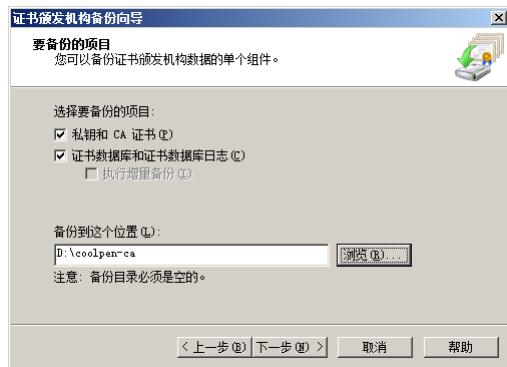 证书颁发机构备份向导
要备份的项目
您可以备份证书颁发机构数据的单个组件。
选择要备份的项目:
私钥和 CA 证书(P)
证书数据库和证书数据库日志(C)
执行增量备份(I)
备份到这个位置(L):
D:\coolpen-ca
浏览(R)...
注意: 备份目录必须是空的。
< 上一步(B) 下一步(N) > 取消 帮助